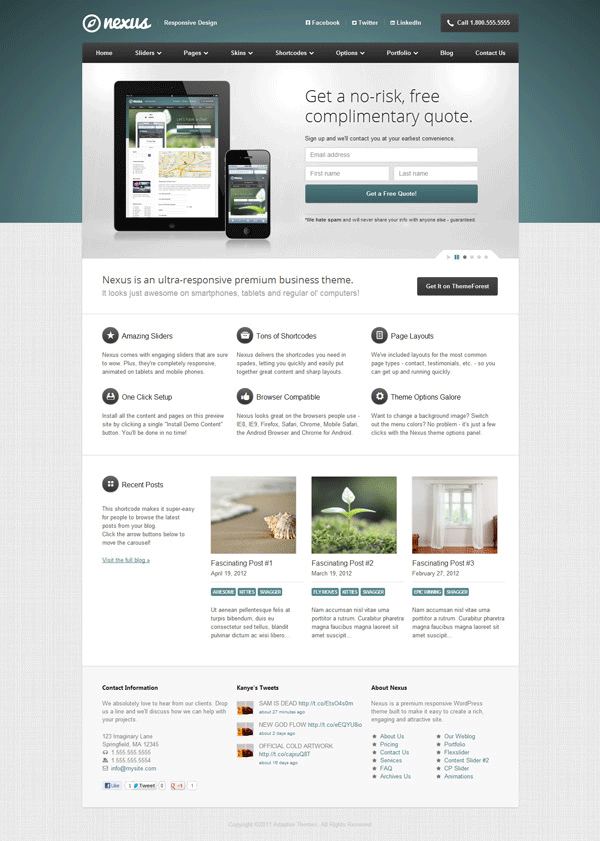 nexus
Responsive Design
Facebook
Twitter
LinkedIn
Call 1.800.555.5555
Home
Sliders
Pages
Skins
Shortcodes
Options
Portfolio
Blog
Contact Us
Get a no-risk, free
complimentary quote.
Sign up and we'll contact you at your earliest convenience.
Email address
First name
Last name
Get a Free Quote!
*We hate spam and will never share your info with anyone else - guaranteed.
Nexus is an ultra-responsive premium business theme.
It looks just awesome on smartphones, tablets and regular ol' computers!
Get It on ThemeForest
Amazing Sliders
Nexus comes with engaging sliders that are sure
to wow. Plus, they're completely responsive,
animated on tablets and mobile phones.
Tons of Shortcodes
Nexus delivers the shortcodes you need in
spades, letting you quickly and easily put
together great content and sharp layouts.
Page Layouts
We've included layouts for the most common
page types - contact, testimonials, etc. - so you
can get up and running quickly.
One Click Setup
Install all the content and pages on this preview
site by clicking a single "Install Demo Content"
button. You'll be done in no time!
Browser Compatible
Nexus looks great on the browsers people use -
IE8, IE9, Firefox, Safari, Chrome, Mobile Safari,
the Android Browser and Chrome for Android.
Theme Options Galore
Want to change a background image? Switch
out the menu colors? No problem - it's just a few
clicks with the Nexus theme options panel.
Recent Posts
This shortcode makes it super-easy
for people to browse the latest
posts from your blog.
Click the arrow buttons below to
move the carousel!
Visit the full blog »
Fascinating Post #1
April 19, 2012
AWESOME
KITTIES
SWAGGER
Ut aenean pellentesque felis at
turpis bibendum, duis eu
consectetur sed tellus, blandit
pulvinar dictum ac wisi libers...
Fascinating Post #2
March 19, 2012
FLY MOVES
KITTIES
SWAGGER
Nam accumsan nisl vitae urna
porttitor a rutrum. Curabitur pharetra
magna faucibus magna laoreet sit
amet suscipit...
Fascinating Post #3
February 27, 2012
EPIC WINNING
SWAGGER
Nam accumsan nisl vitae urna
porttitor a rutrum. Curabitur pharetra
magna faucibus magna laoreet sit
amet suscipit...
Contact Information
We absolutely love to hear from our clients. Drop
us a line and we'll discuss how we can help with
your projects.
123 Imaginary Lane
Springfield, MA 12345
1.555.555.5555
1.555.555.5554
info@mysite.com
Like
1
Tweet
0
+1
1
Kanye's Tweets
SAM IS DEAD http://t.co/EtsO4s0m
about 27 minutes ago
NEW GOD FLOW http://t.co/eEQYU8io
about 2 days ago
OFFICIAL COLD ARTWORK
http://t.co/cajxuQ8T
about 16 days ago
About Nexus
Nexus is a premium responsive WordPress
theme built to make it easy to create a rich,
engaging and attractive site.
About Us
Pricing
Contact Us
Services
FAQ
Archives Us
Our Weblog
Portfolio
Flexslider
Content Slider #2
CP Slider
Animations
Copyright ©2011 Adaptive Themes. All Rights Reserved